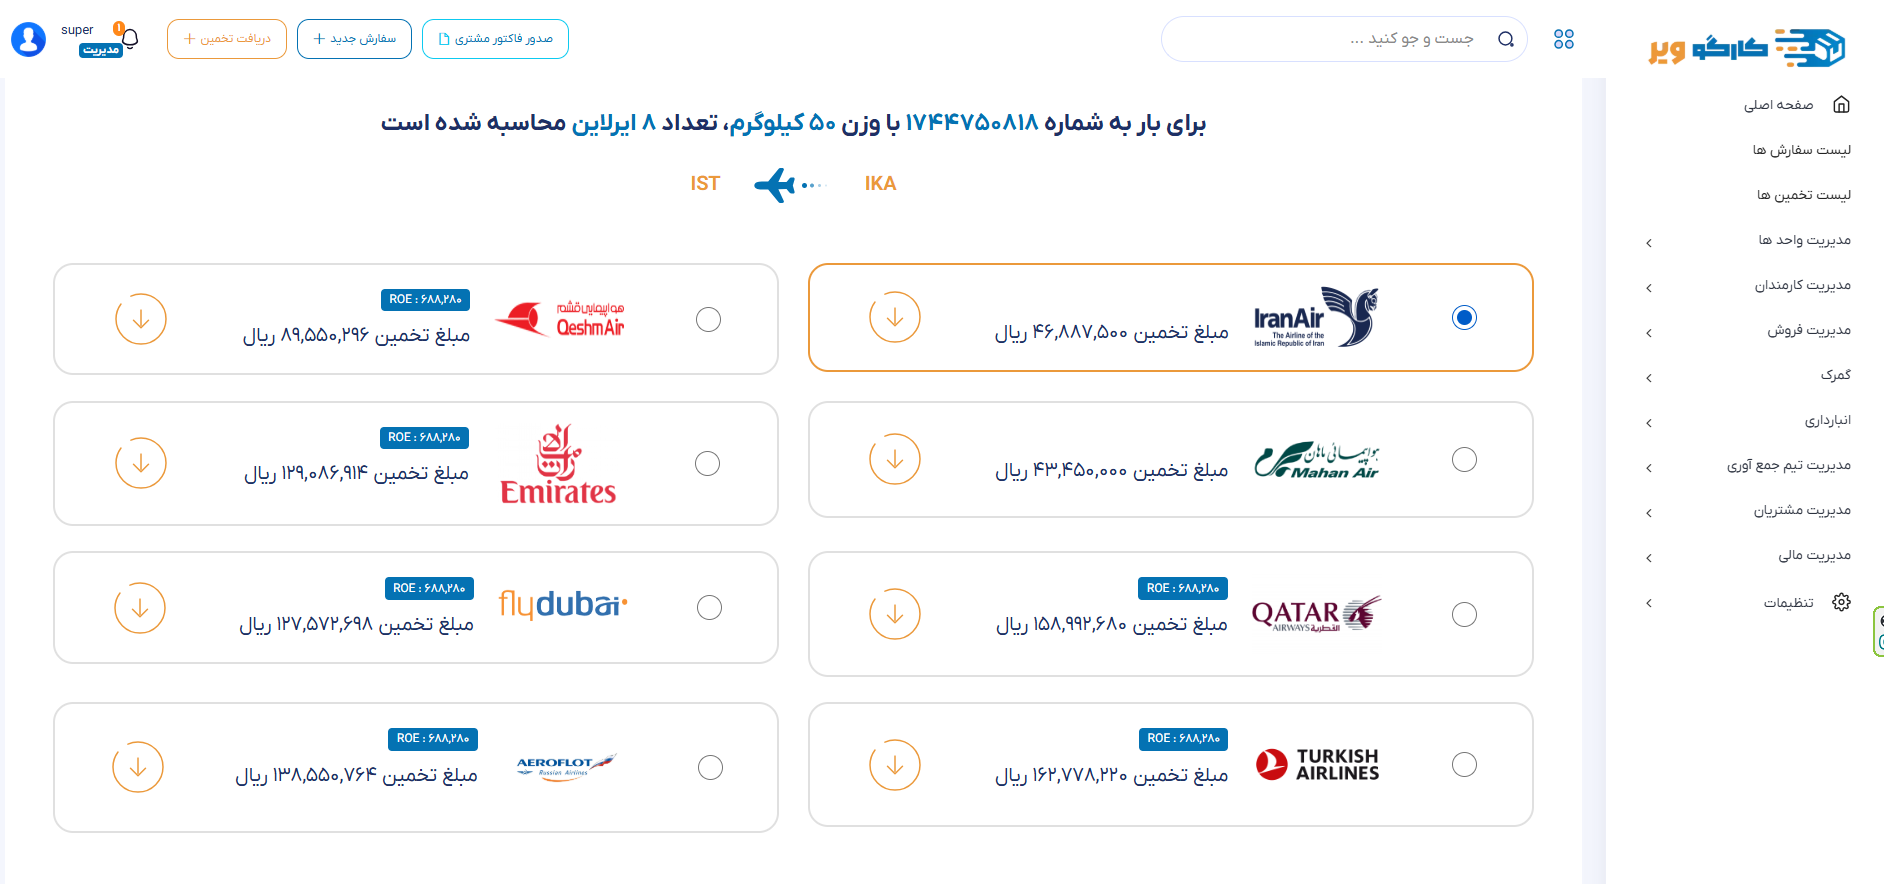 کارگو ویر
جست و جو کنید ...
صدور فاکتور مشتری
سفارش جدید +
دریافت تخمین +
۱
super
مدیریت
صفحه اصلی
لیست سفارش ها
لیست تخمین ها
مدیریت واحد ها
مدیریت کارمندان
مدیریت فروش
گمرک
انبارداری
مدیریت تیم جمع آوری
مدیریت مشتریان
مدیریت مالی
تنظیمات
برای بار به شماره ۱۷۴۴۷۵۰۸۱۸ با وزن ۵۰ کیلوگرم، تعداد ۸ ایرلاین محاسبه شده است
IKA
IST
IranAir
The Airline of the
Islamic Republic of Iran
مبلغ تخمین ۴۶,۸۸۷,۵۰۰ ریال
هواپیمایی قشم
QeshmAir
ROE : ۶۸۸,۲۸۰
مبلغ تخمین ۸۹,۵۵۰,۲۹۶ ریال
هواپیمائی ماهان
Mahan Air
مبلغ تخمین ۴۳,۴۵۰,۰۰۰ ریال
Emirates
ROE : ۶۸۸,۲۸۰
مبلغ تخمین ۱۲۹,۰۸۶,۹۱۴ ریال
QATAR
AIRWAYS القطرية
ROE : ۶۸۸,۲۸۰
مبلغ تخمین ۱۵۸,۹۹۲,۶۸۰ ریال
flydubai
ROE : ۶۸۸,۲۸۰
مبلغ تخمین ۱۲۷,۵۷۲,۶۹۸ ریال
TURKISH
AIRLINES
ROE : ۶۸۸,۲۸۰
مبلغ تخمین ۱۶۲,۷۷۸,۲۲۰ ریال
AEROFLOT
Russian Airlines
ROE : ۶۸۸,۲۸۰
مبلغ تخمین ۱۳۸,۵۵۰,۷۶۴ ریال